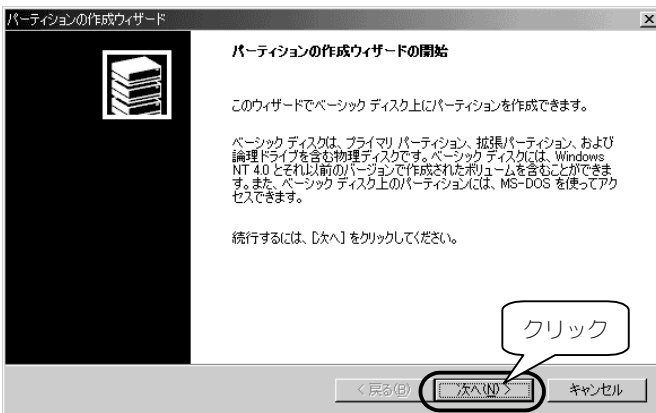 パーティションの作成ウィザード
パーティションの作成ウィザードの開始
このウィザードでベーシック ディスク上にパーティションを作成できます。
ベーシック ディスクは、プライマリ パーティション、拡張パーティション、および
論理ドライブを含む物理ディスクです。ベーシック ディスクには、Windows
NT 4.0 とそれ以前のバージョンで作成されたボリュームを含むことができま
す。また、ベーシック ディスク上のパーティションには、MS-DOS を使ってアク
セスできます。
続行するには、[次へ] をクリックしてください。
クリック
< 戻る(B)
次へ(N) >
キャンセル